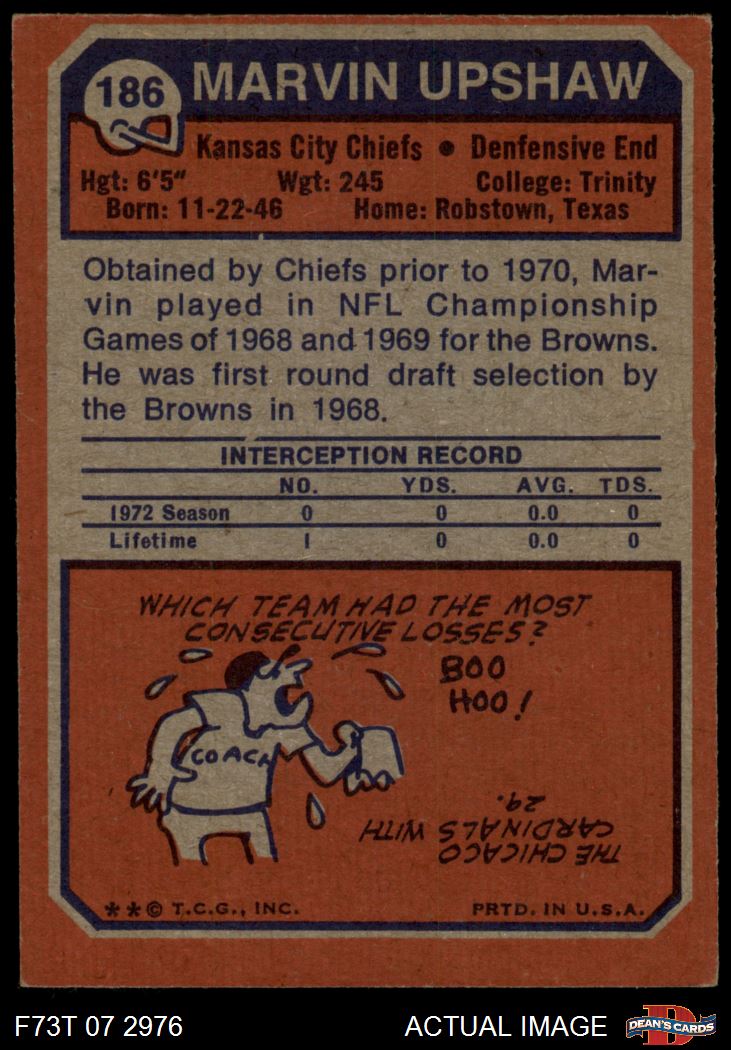 186
MARVIN UPSHAW
Kansas City Chiefs • Denfensive End
Hgt: 6'5" Wgt: 245 College: Trinity
Born: 11-22-46 Home: Robstown, Texas
Obtained by Chiefs prior to 1970, Mar-
vin played in NFL Championship
Games of 1968 and 1969 for the Browns.
He was first round draft selection by
the Browns in 1968.
INTERCEPTION RECORD
NO. YDS. AVG. TDS.
1972 Season 0 0 0.0 0
Lifetime 1 0 0.0 0
WHICH TEAM HAD THE MOST
CONSECUTIVE LOSSES?
BOO
HOO!
COACH
THE CHICAGO
CARDINALS WITH
29.
**© T.C.G., INC. PRTD. IN U.S.A.
F73T 07 2976 ACTUAL IMAGE DEAN'S CARDS